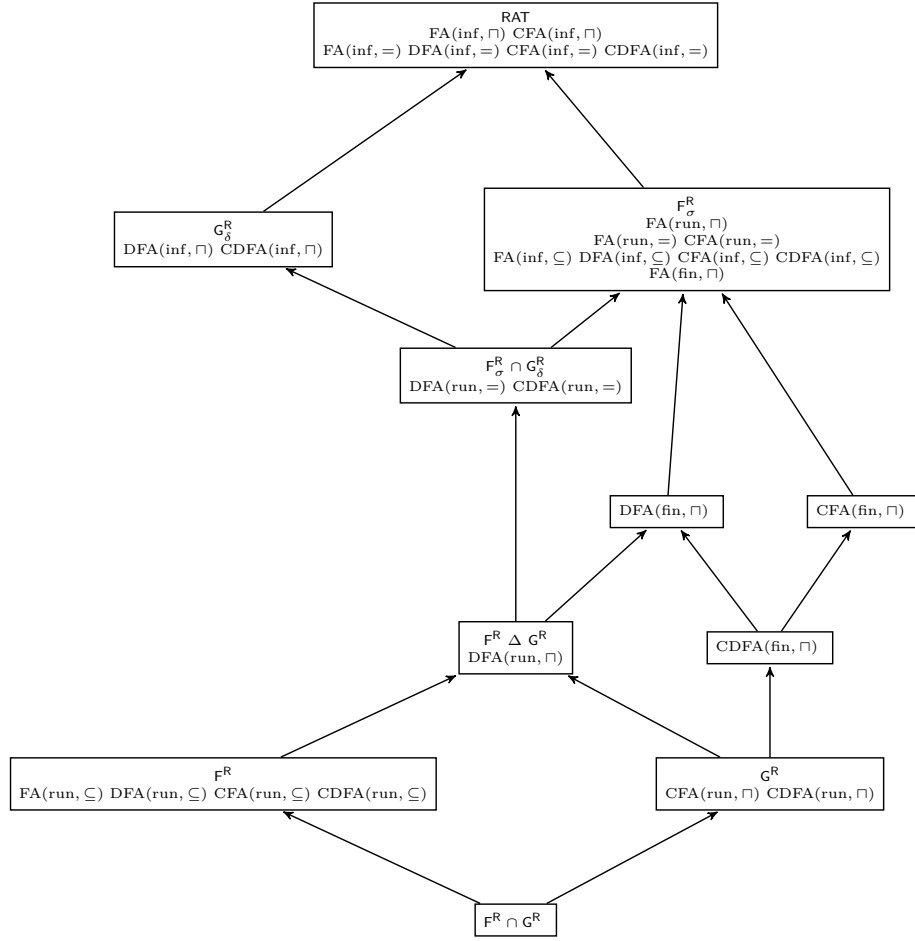 RAT
FA(inf, ⊓) CFA(inf, ⊓)
FA(inf, =) DFA(inf, =) CFA(inf, =) CDFA(inf, =)
G^R_δ
DFA(inf, ⊓) CDFA(inf, ⊓)
F^R_σ
FA(run, ⊓)
FA(run, =) CFA(run, =)
FA(inf, ⊆) DFA(inf, ⊆) CFA(inf, ⊆) CDFA(inf, ⊆)
FA(fin, ⊓)
F^R_σ ∩ G^R_δ
DFA(run, =) CDFA(run, =)
DFA(fin, ⊓)
CFA(fin, ⊓)
F^R Δ G^R
DFA(run, ⊓)
CDFA(fin, ⊓)
F^R
FA(run, ⊆) DFA(run, ⊆) CFA(run, ⊆) CDFA(run, ⊆)
G^R
CFA(run, ⊓) CDFA(run, ⊓)
F^R ∩ G^R